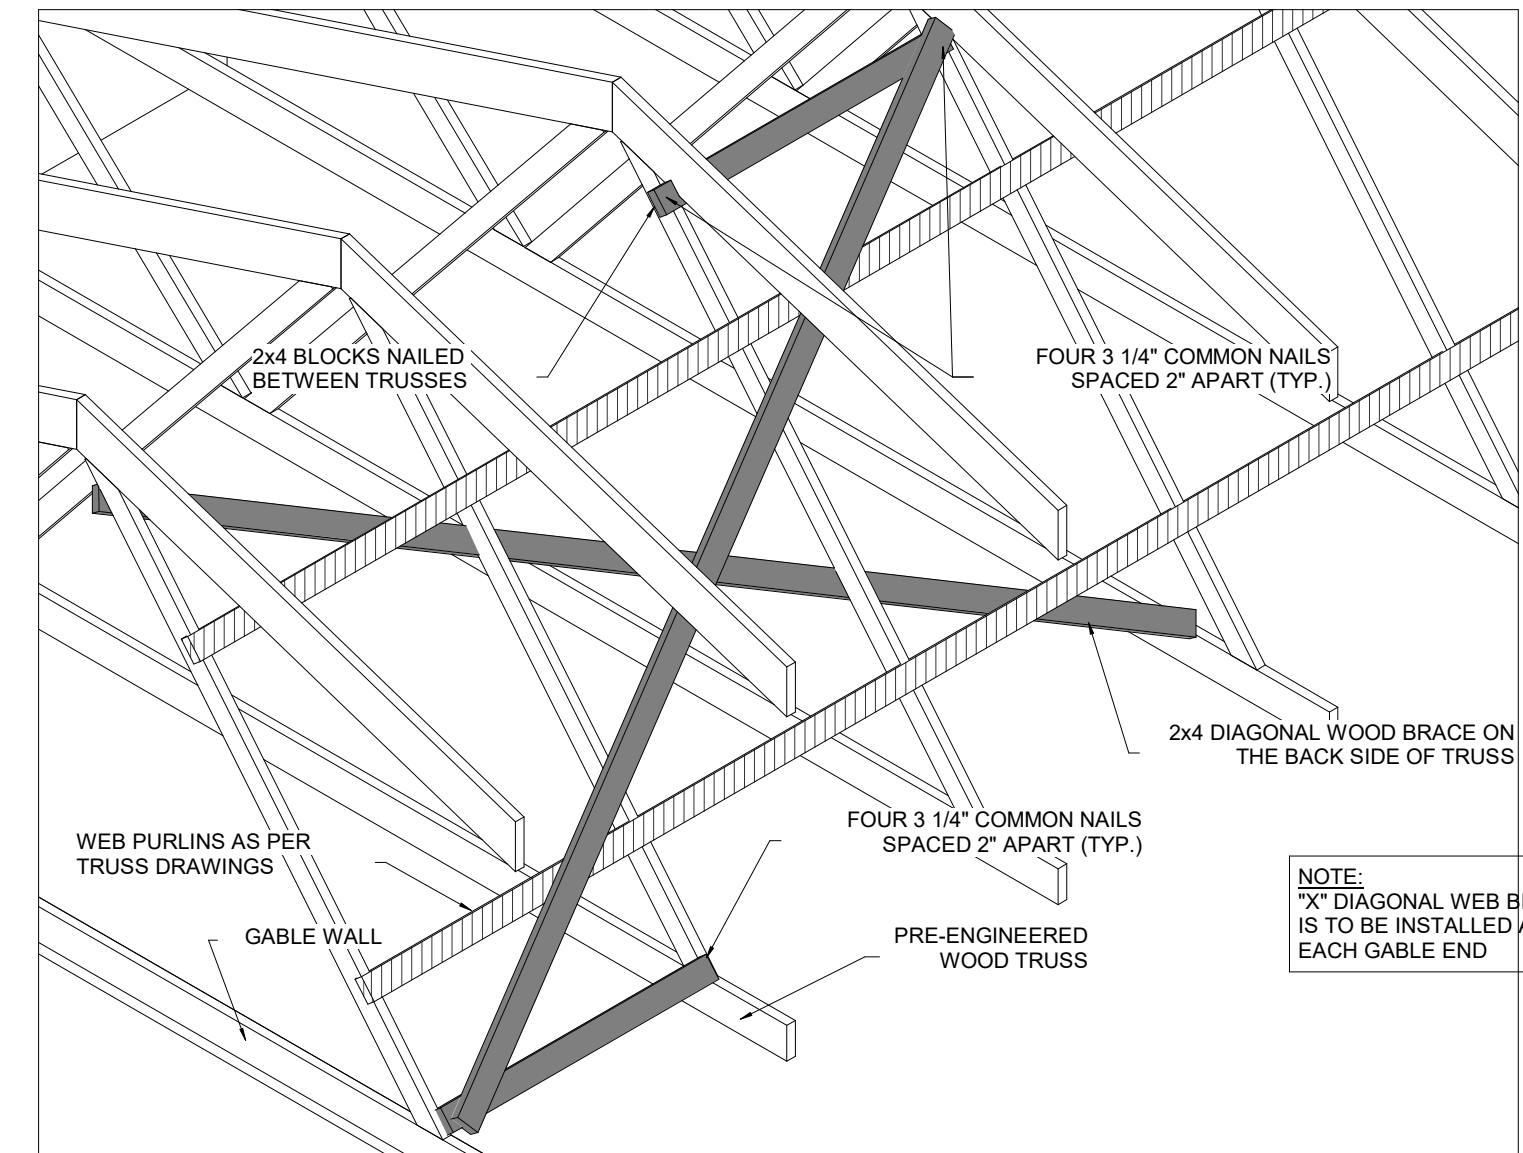 2x4 BLOCKS NAILED
BETWEEN TRUSSES
FOUR 3 1/4" COMMON NAILS
SPACED 2" APART (TYP.)
2x4 DIAGONAL WOOD BRACE ON
THE BACK SIDE OF TRUSS
FOUR 3 1/4" COMMON NAILS
SPACED 2" APART (TYP.)
WEB PURLINS AS PER
TRUSS DRAWINGS
GABLE WALL
PRE-ENGINEERED
WOOD TRUSS
NOTE:
"X" DIAGONAL WEB
IS TO BE INSTALLED
EACH GABLE END